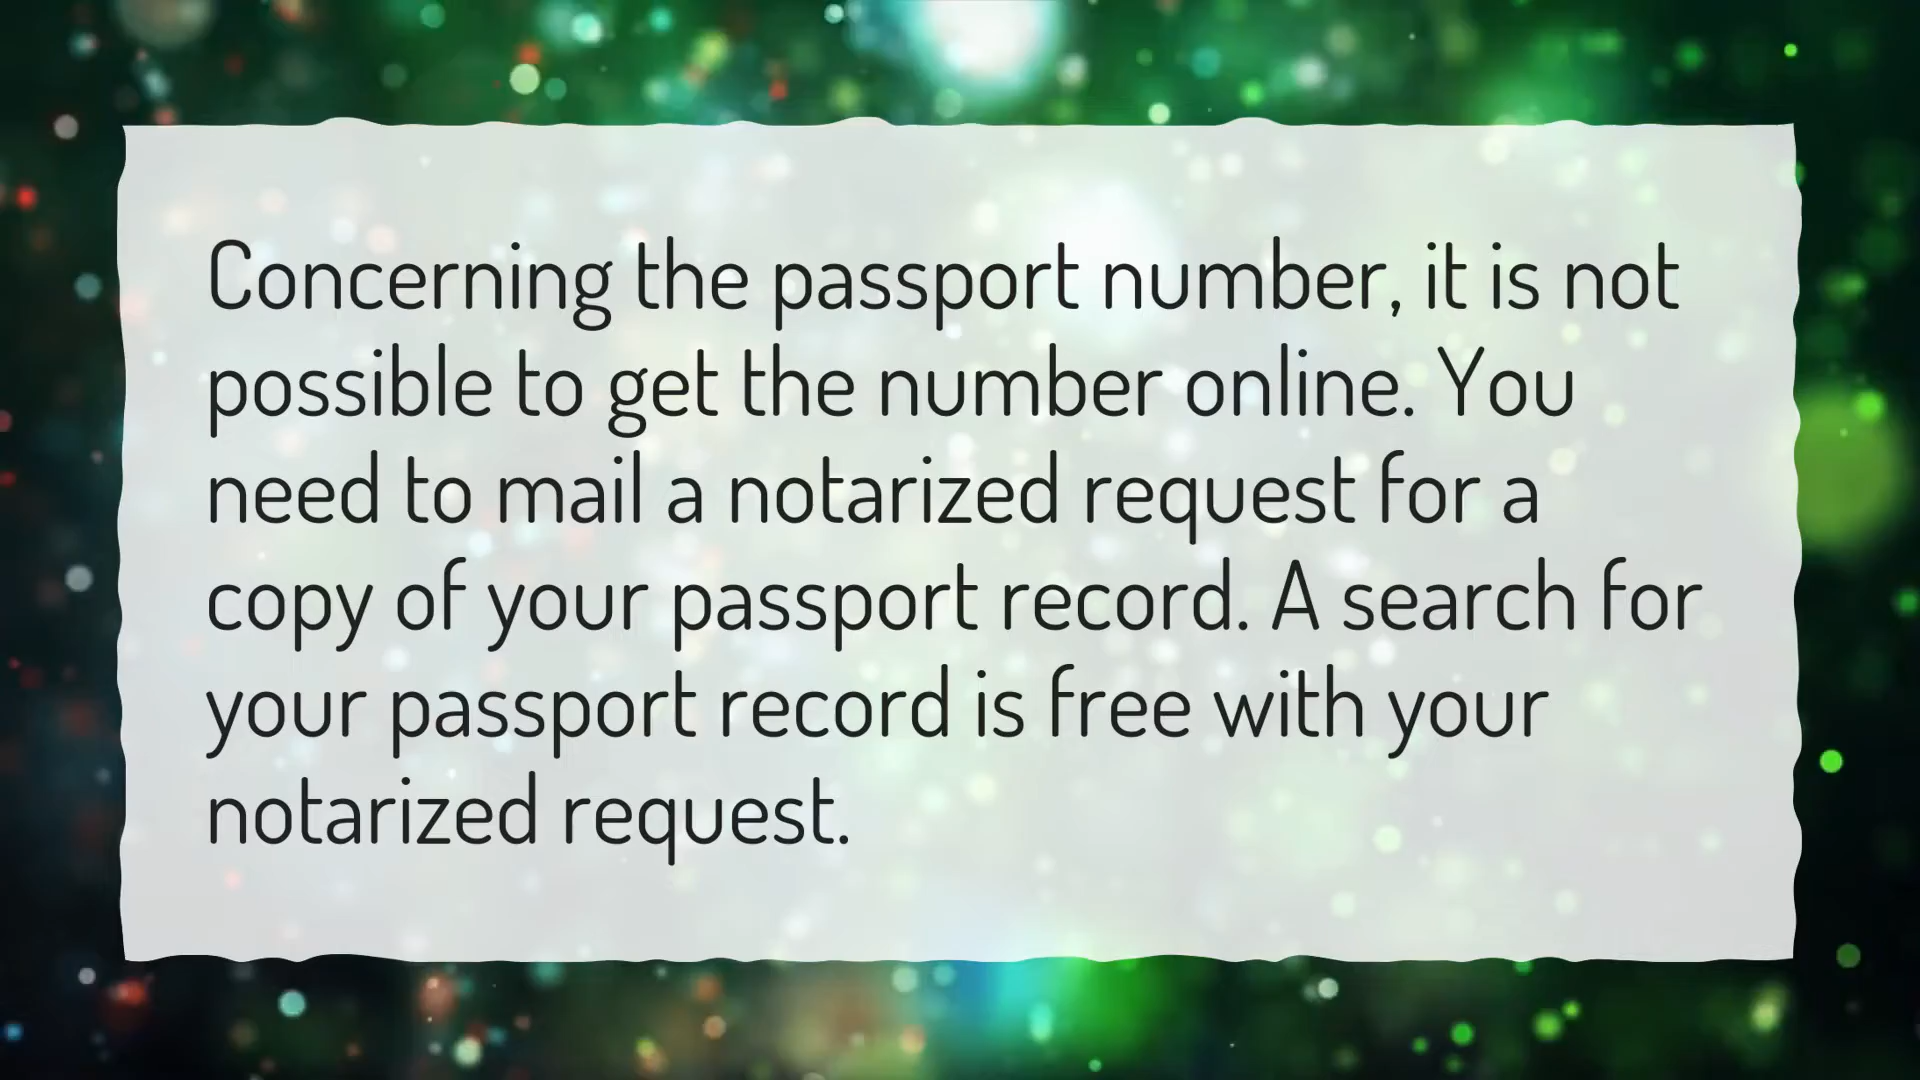 Concerning the passport number, it is not
possible to get the number online. You
need to mail a notarized request for a
copy of your passport record. A search for
your passport record is free with your
notarized request.